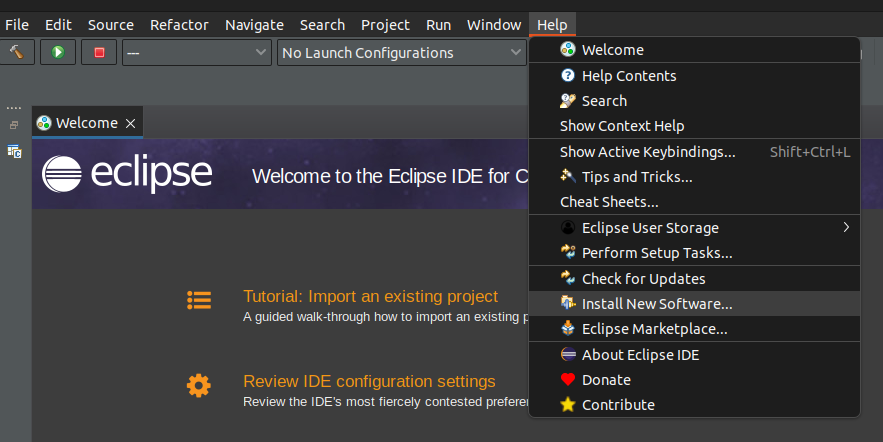 File Edit Source Refactor Navigate Search Project Run Window Help
--- No Launch Configurations
Welcome
eclipse
Welcome to the Eclipse IDE for C
Tutorial: Import an existing project
A guided walk-through how to import an existing
Review IDE configuration settings
Review the IDE's most fiercely contested
Welcome
Help Contents
Search
Show Context Help
Show Active Keybindings... Shift+Ctrl+L
Tips and Tricks...
Cheat Sheets...
Eclipse User Storage
Perform Setup Tasks...
Check for Updates
Install New Software...
Eclipse Marketplace...
About Eclipse IDE
Donate
Contribute